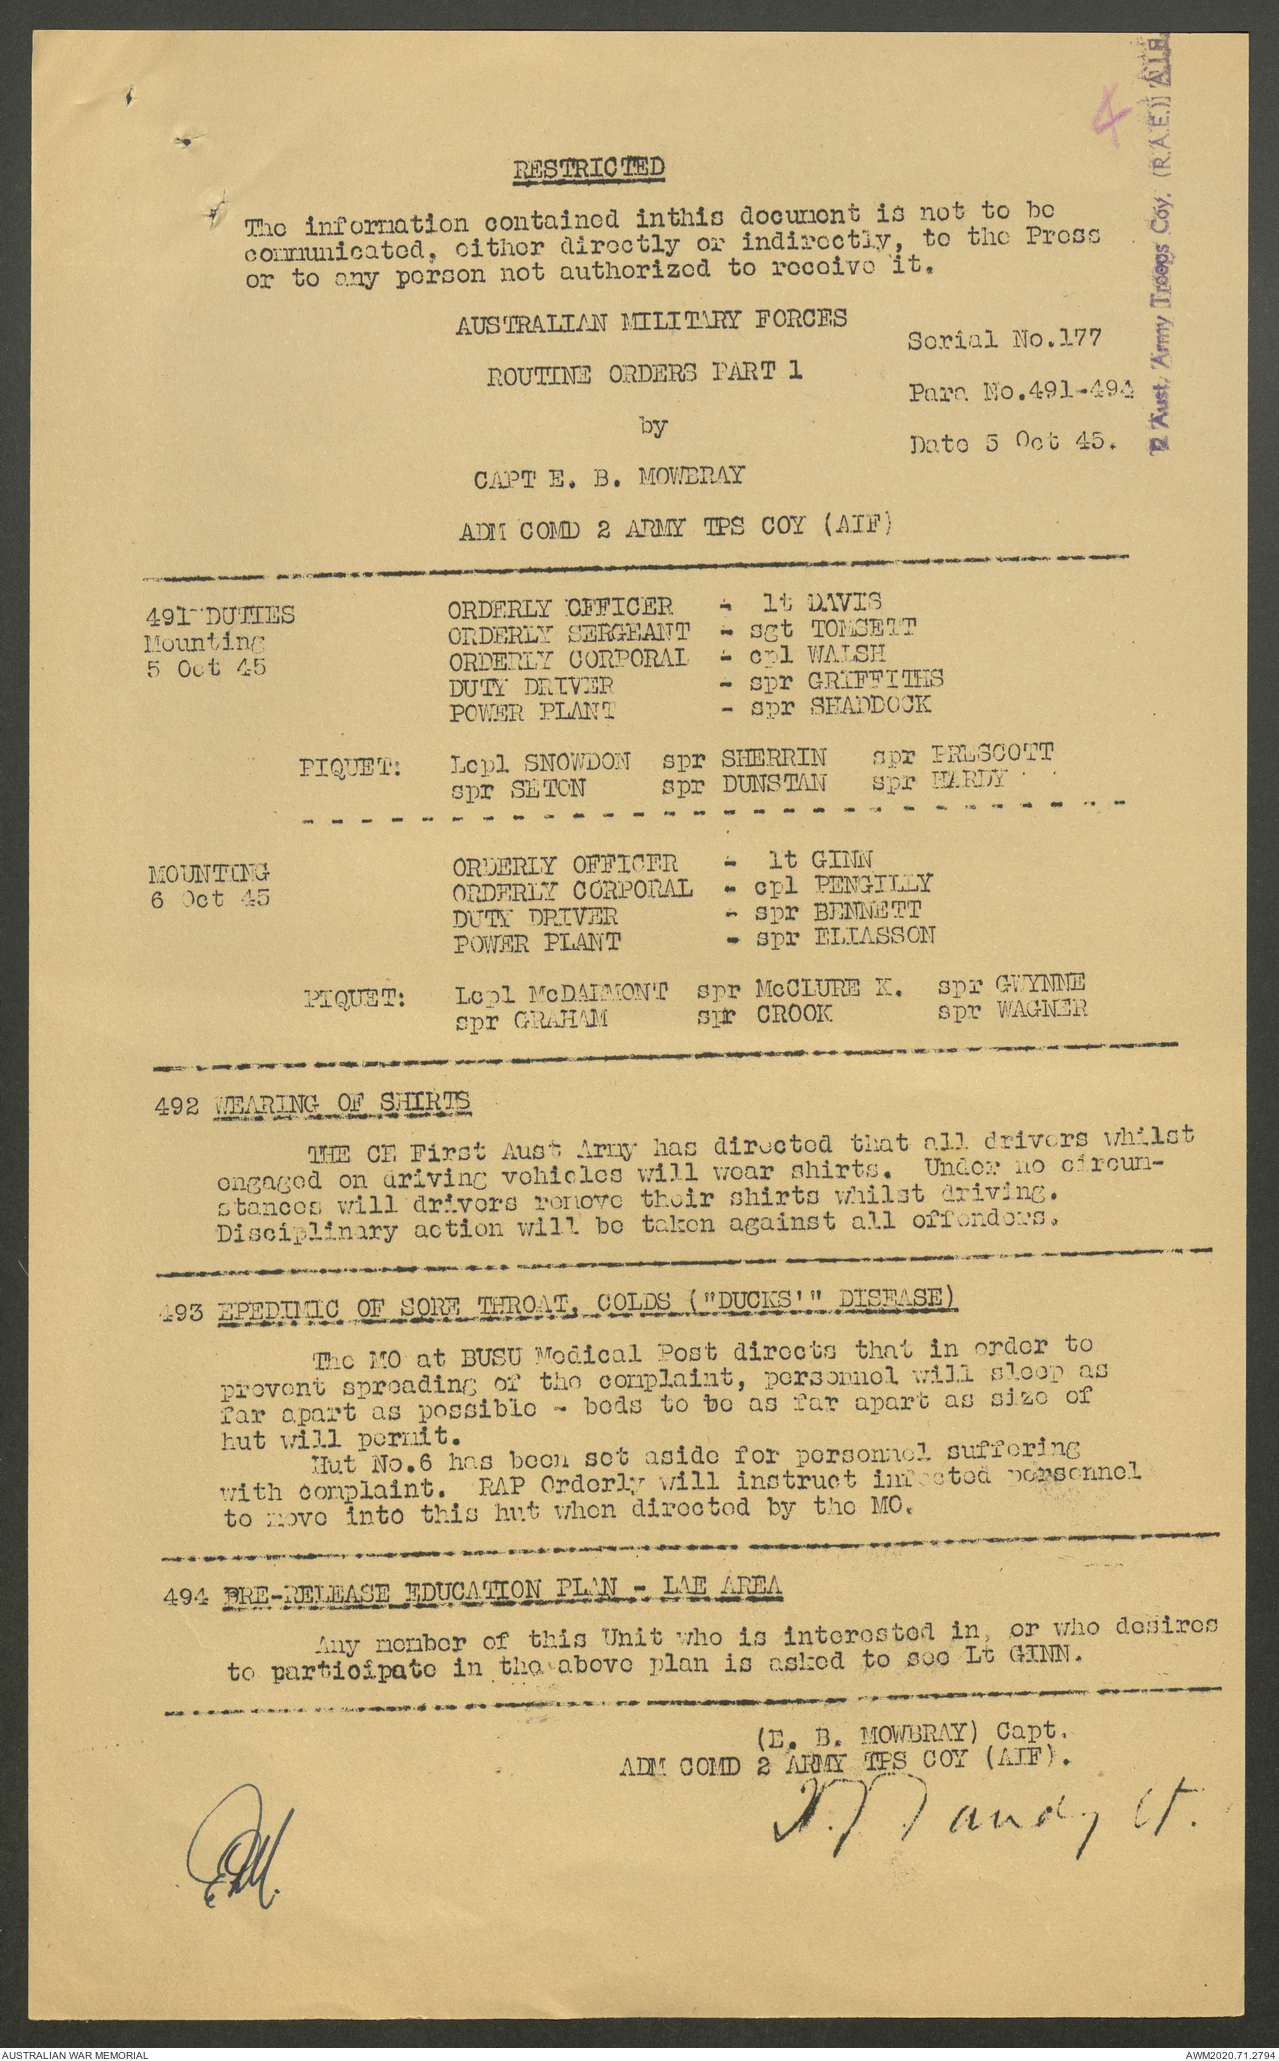 4
2 Aust. Army Troops Coy. (R.A.E.) A.I.F.
RESTRICTED
The information contained inthis document is not to be
communicated, either directly or indirectly, to the Press
or to any person not authorized to receive it.
AUSTRALIAN MILITARY FORCES
Serial No.177
ROUTINE ORDERS PART 1
Para No.491-494
by
Date 5 Oct 45.
CAPT E. B. MOWBRAY
ADM COMD 2 ARMY TPS COY (AIF)
491 DUTIES ORDERLY OFFICER - lt DAVIS
Mounting ORDERLY SERGEANT - sgt TOMSETT
5 Oct 45 ORDERLY CORPORAL - cpl WALSH
DUTY DRIVER - spr GRIFFITHS
POWER PLANT - spr SHADDOCK
PIQUET: Lcpl SNOWDON spr SHERRIN spr PRESCOTT
spr SETON spr DUNSTAN spr HARDY
MOUNTING ORDERLY OFFICER - lt GINN
6 Oct 45 ORDERLY CORPORAL - cpl PENGILLY
DUTY DRIVER - spr BENNETT
POWER PLANT - spr ELIASSON
PIQUET: Lcpl McDAIMONT spr McCLURE K. spr GWYNNE
spr GRAHAM spr CROOK spr WAGNER
492 WEARING OF SHIRTS
THE CE First Aust Army has directed that all drivers whilst
engaged on driving vehicles will wear shirts. Under no circum-
stances will drivers remove their shirts whilst driving.
Disciplinary action will be taken against all offenders.
493 EPEDIMIC OF SORE THROAT, COLDS ("DUCKS'" DISEASE)
The MO at BUSU Medical Post directs that in order to
prevent spreading of the complaint, personnel will sleep as
far apart as possible - beds to be as far apart as size of
hut will permit.
Hut No.6 has been set aside for personnel suffering
with complaint. RAP Orderly will instruct infected personnel
to move into this hut when directed by the MO.
494 PRE-RELEASE EDUCATION PLAN - LAE AREA
Any member of this Unit who is interested in, or who desires
to participate in the above plan is asked to see Lt GINN.
(E. B. MOWBRAY) Capt.
ADM COMD 2 ARMY TPS COY (AIF).
Lt.
AUSTRALIAN WAR MEMORIAL
AWM2020.71.2794